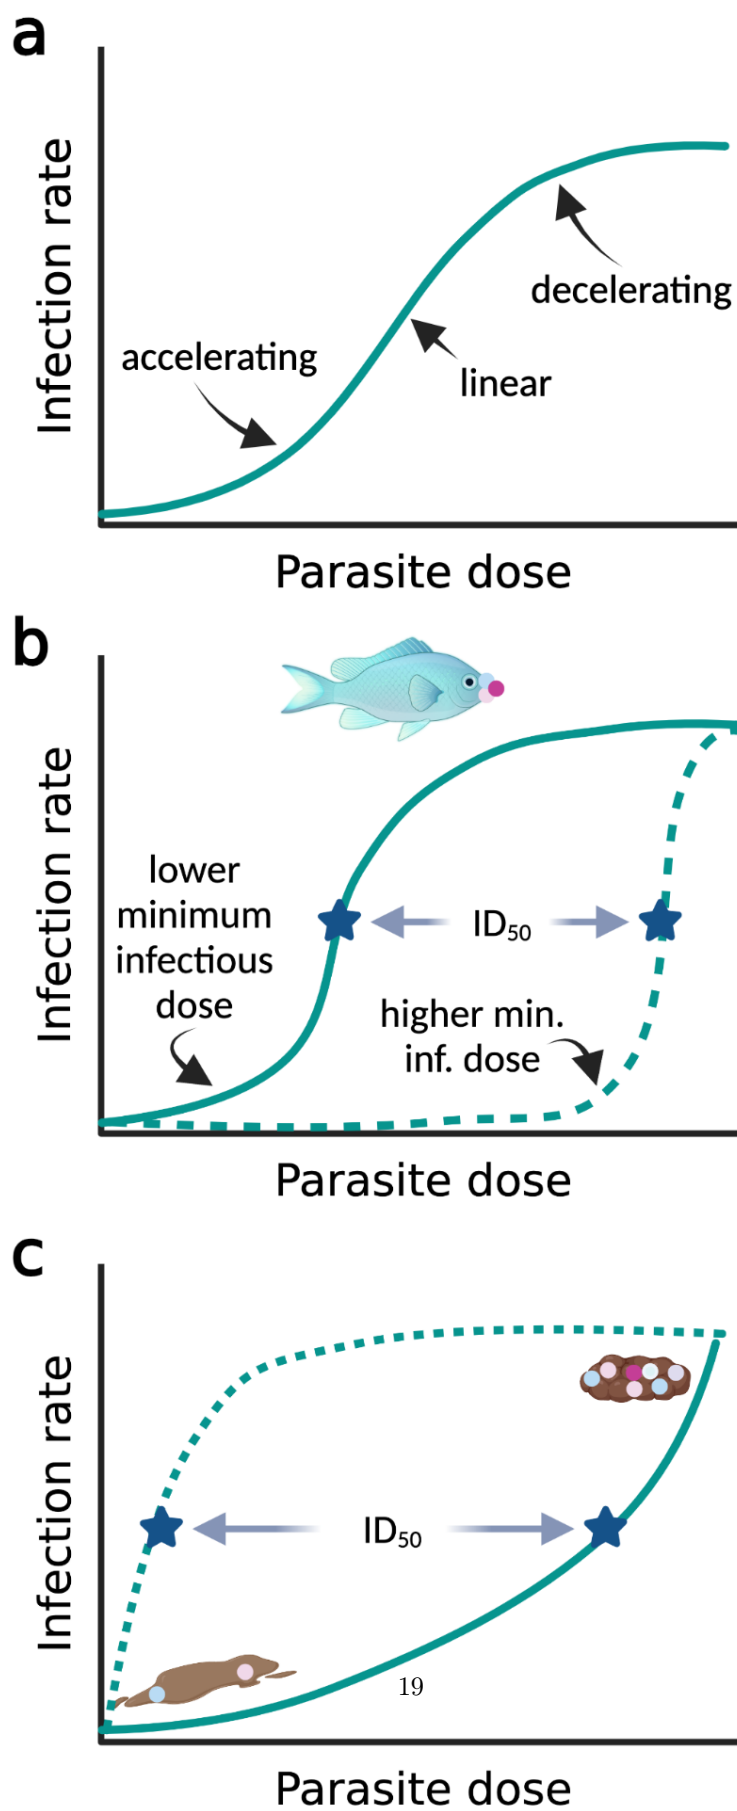 a
Infection rate
decelerating
accelerating
linear
Parasite dose
b
Infection rate
lower
minimum
infectious
dose
ID₅₀
higher min.
inf. dose
Parasite dose
c
Infection rate
ID₅₀
19
Parasite dose